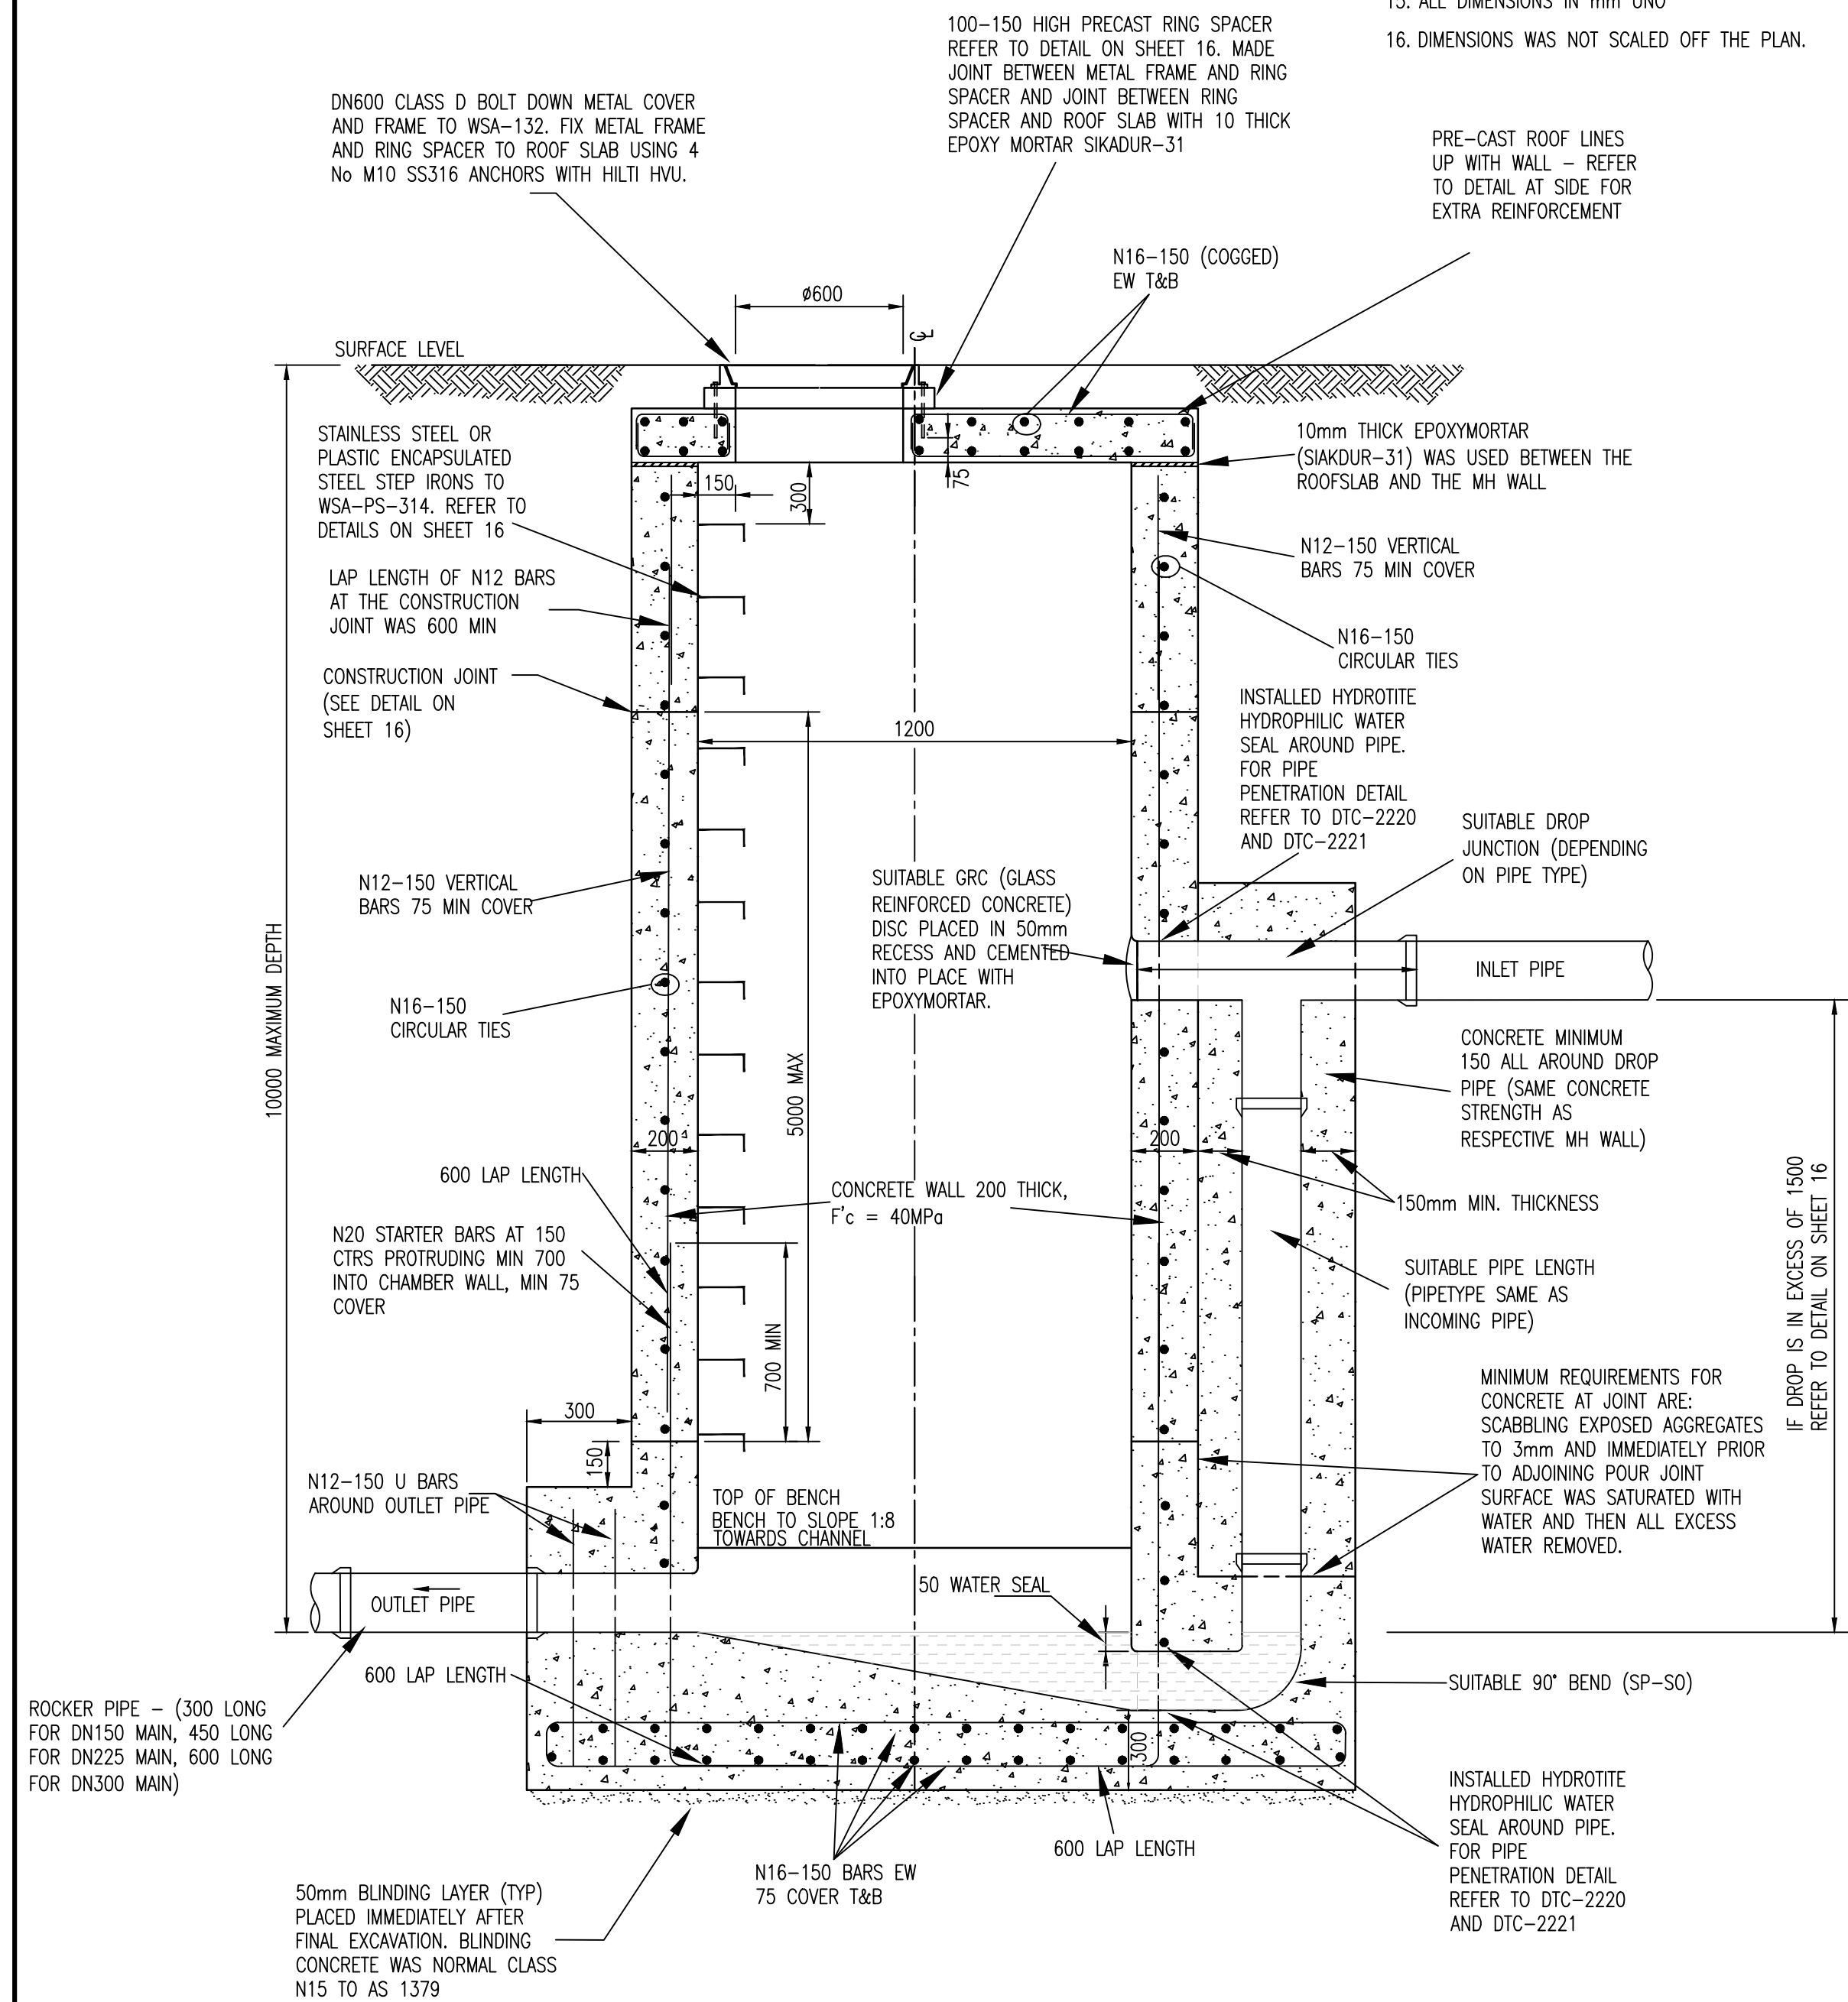 15. ALL DIMENSIONS IN mm UNO
16. DIMENSIONS WAS NOT SCALED OFF THE PLAN.
100-150 HIGH PRECAST RING SPACER
REFER TO DETAIL ON SHEET 16. MADE
JOINT BETWEEN METAL FRAME AND RING
SPACER AND JOINT BETWEEN RING
SPACER AND ROOF SLAB WITH 10 THICK
EPOXY MORTAR SIKADUR-31
DN600 CLASS D BOLT DOWN METAL COVER
AND FRAME TO WSA-132. FIX METAL FRAME
AND RING SPACER TO ROOF SLAB USING 4
No M10 SS316 ANCHORS WITH HILTI HVU.
PRE-CAST ROOF LINES
UP WITH WALL - REFER
TO DETAIL AT SIDE FOR
EXTRA REINFORCEMENT
N16-150 (COGGED)
EW T&B
ø600
CL
SURFACE LEVEL
STAINLESS STEEL OR
PLASTIC ENCAPSULATED
STEEL STEP IRONS TO
WSA-PS-314. REFER TO
DETAILS ON SHEET 16
150
300
75
10mm THICK EPOXYMORTAR
(SIAKDUR-31) WAS USED BETWEEN THE
ROOFSLAB AND THE MH WALL
N12-150 VERTICAL
BARS 75 MIN COVER
LAP LENGTH OF N12 BARS
AT THE CONSTRUCTION
JOINT WAS 600 MIN
N16-150
CIRCULAR TIES
CONSTRUCTION JOINT
(SEE DETAIL ON
SHEET 16)
1200
INSTALLED HYDROTITE
HYDROPHILIC WATER
SEAL AROUND PIPE.
FOR PIPE
PENETRATION DETAIL
REFER TO DTC-2220
AND DTC-2221
SUITABLE DROP
JUNCTION (DEPENDING
ON PIPE TYPE)
N12-150 VERTICAL
BARS 75 MIN COVER
SUITABLE GRC (GLASS
REINFORCED CONCRETE)
DISC PLACED IN 50mm
RECESS AND CEMENTED
INTO PLACE WITH
EPOXYMORTAR.
INLET PIPE
10000 MAXIMUM DEPTH
N16-150
CIRCULAR TIES
5000 MAX
CONCRETE MINIMUM
150 ALL AROUND DROP
PIPE (SAME CONCRETE
STRENGTH AS
RESPECTIVE MH WALL)
200
200
600 LAP LENGTH
CONCRETE WALL 200 THICK,
F'c = 40MPa
150mm MIN. THICKNESS
N20 STARTER BARS AT 150
CTRS PROTRUDING MIN 700
INTO CHAMBER WALL, MIN 75
COVER
SUITABLE PIPE LENGTH
(PIPETYPE SAME AS
INCOMING PIPE)
IF DROP IS IN EXCESS OF 1500
REFER TO DETAIL ON SHEET 16
700 MIN
MINIMUM REQUIREMENTS FOR
CONCRETE AT JOINT ARE:
SCABBLING EXPOSED AGGREGATES
TO 3mm AND IMMEDIATELY PRIOR
TO ADJOINING POUR JOINT
SURFACE WAS SATURATED WITH
WATER AND THEN ALL EXCESS
WATER REMOVED.
300
150
N12-150 U BARS
AROUND OUTLET PIPE
TOP OF BENCH
BENCH TO SLOPE 1:8
TOWARDS CHANNEL
50 WATER SEAL
OUTLET PIPE
600 LAP LENGTH
SUITABLE 90° BEND (SP-SO)
ROCKER PIPE - (300 LONG
FOR DN150 MAIN, 450 LONG
FOR DN225 MAIN, 600 LONG
FOR DN300 MAIN)
300
INSTALLED HYDROTITE
HYDROPHILIC WATER
SEAL AROUND PIPE.
FOR PIPE
PENETRATION DETAIL
REFER TO DTC-2220
AND DTC-2221
600 LAP LENGTH
N16-150 BARS EW
75 COVER T&B
50mm BLINDING LAYER (TYP)
PLACED IMMEDIATELY AFTER
FINAL EXCAVATION. BLINDING
CONCRETE WAS NORMAL CLASS
N15 TO AS 1379